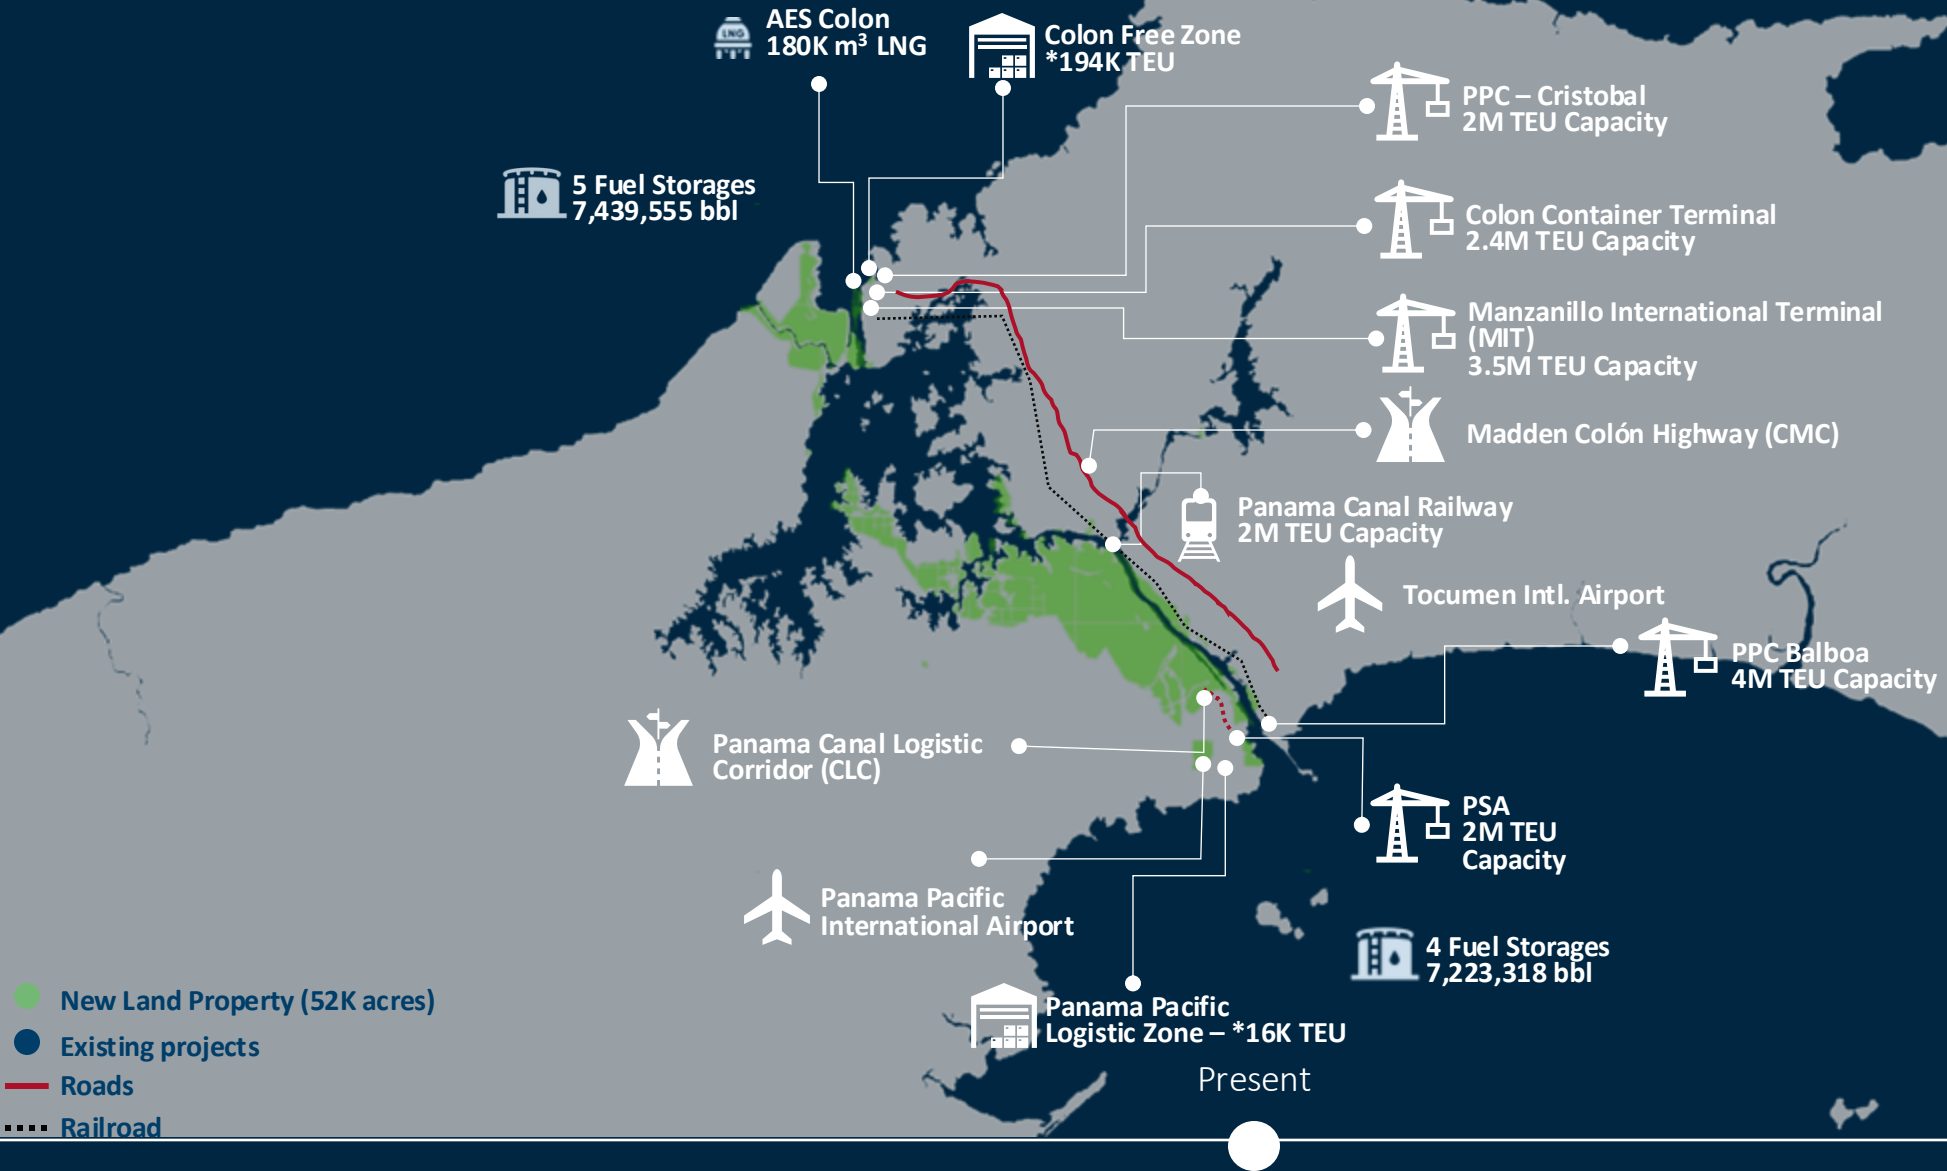 AES Colon
180K m³ LNG
LNG
Colon Free Zone
*194K TEU
PPC – Cristobal
2M TEU Capacity
5 Fuel Storages
7,439,555 bbl
Colon Container Terminal
2.4M TEU Capacity
Manzanillo International Terminal
(MIT)
3.5M TEU Capacity
Madden Colón Highway (CMC)
Panama Canal Railway
2M TEU Capacity
Tocumen Intl. Airport
PPC Balboa
4M TEU Capacity
Panama Canal Logistic
Corridor (CLC)
PSA
2M TEU
Capacity
Panama Pacific
International Airport
4 Fuel Storages
7,223,318 bbl
Panama Pacific
Logistic Zone – *16K TEU
New Land Property (52K acres)
Existing projects
Roads
Railroad
Present